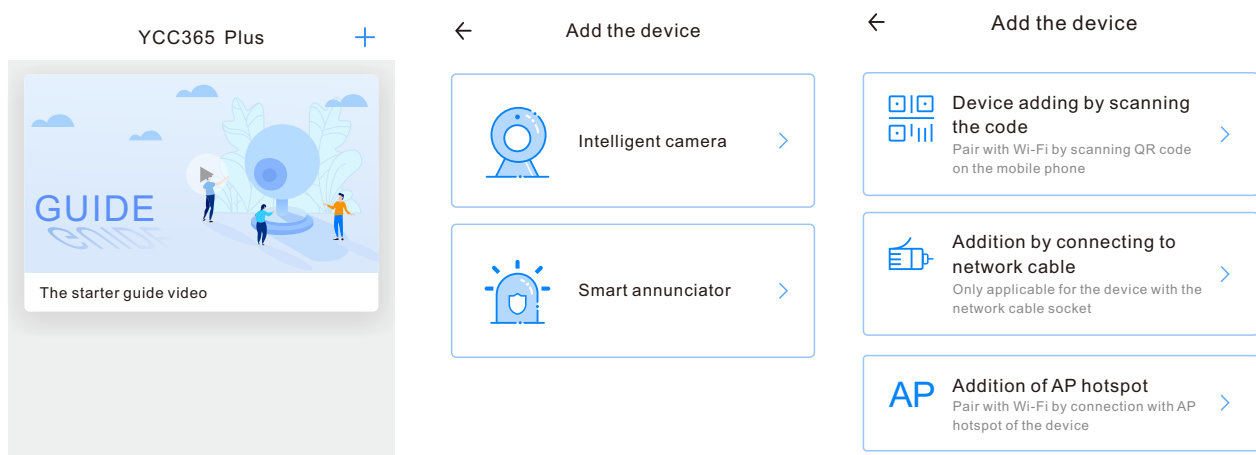 YCC365 Plus
GUIDE
GUIDE
The starter guide video
Add the device
Intelligent camera
Smart annunciator
Add the device
Device adding by scanning
the code
Pair with Wi-Fi by scanning QR code
on the mobile phone
Addition by connecting to
network cable
Only applicable for the device with the
network cable socket
AP
Addition of AP hotspot
Pair with Wi-Fi by connection with AP
hotspot of the device